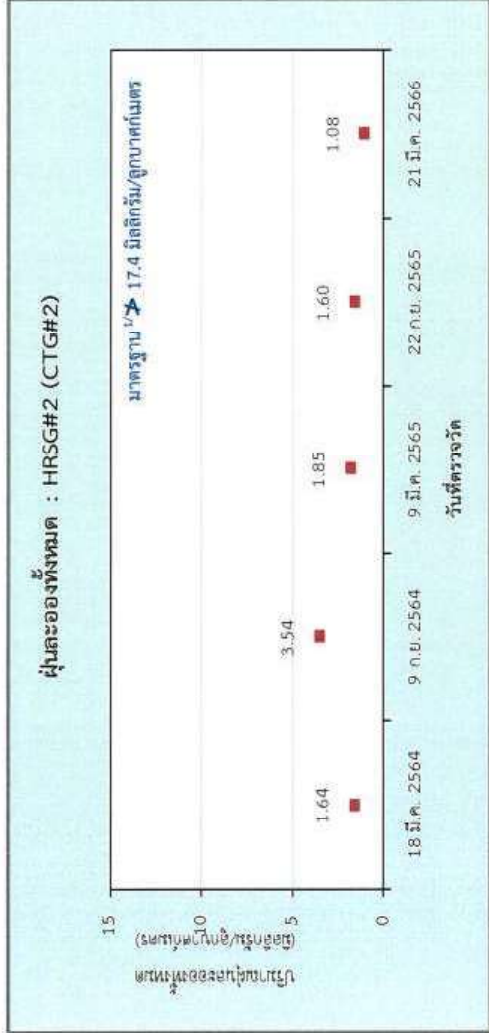 ฝุ่นละอองทั้งหมด : HRSG#2 (CTG#2)
ปริมาณฝุ่นละอองทั้งหมด
(มิลลิกรัม/ลูกบาศก์เมตร)
15
10
5
0
มาตรฐาน 1/≯ 17.4 มิลลิกรัม/ลูกบาศก์เมตร
1.64
3.54
1.85
1.60
1.08
18 มี.ค. 2564
9 ก.ย. 2564
9 มี.ค. 2565
22 ก.ย. 2565
21 มี.ค. 2566
วันที่ตรวจวัด